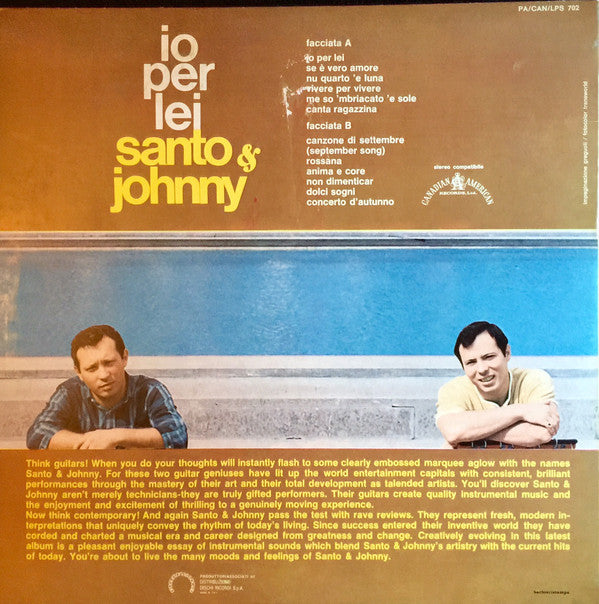 PA/CAN/LPS 702
io
per
lei
santo &
johnny
facciata A
io per lei
se è vero amore
nu quarto 'e luna
vivere per vivere
me so 'mbriacato 'e sole
canta ragazzina
facciata B
canzone di settembre
(september song)
rossana
anima e core
non dimenticar
dolci sogni
concerto d'autunno
stereo compatibile
CANADIAN AMERICAN
RECORDS, Ltd.
Think guitars! When you do your thoughts will instantly flash to some clearly embossed marquee aglow with the names
Santo & Johnny. For these two guitar geniuses have lit up the world entertainment capitals with consistent, brilliant
performances through the mastery of their art and their total development as talended artists. You'll discover Santo &
Johnny aren't merely technicians-they are truly gifted performers. Their guitars create quality instrumental music and
the enjoyment and excitement of thrilling to a genuinely moving experience.
Now think contemporary! And again Santo & Johnny pass the test with rave reviews. They represent fresh, modern in-
terpretations that uniquely convey the rhythm of today's living. Since success entered their inventive world they have
corded and charted a musical era and career designed from greatness and change. Creatively evolving in this latest
album is a pleasant enjoyable essay of instrumental sounds which blend Santo & Johnny's artistry with the current hits
of today. You're about to live the many moods and feelings of Santo & Johnny.
PRODUTTORI ASSOCIATI srl
DISTRIBUZIONE:
DISCHI RICORDI S.p.A.